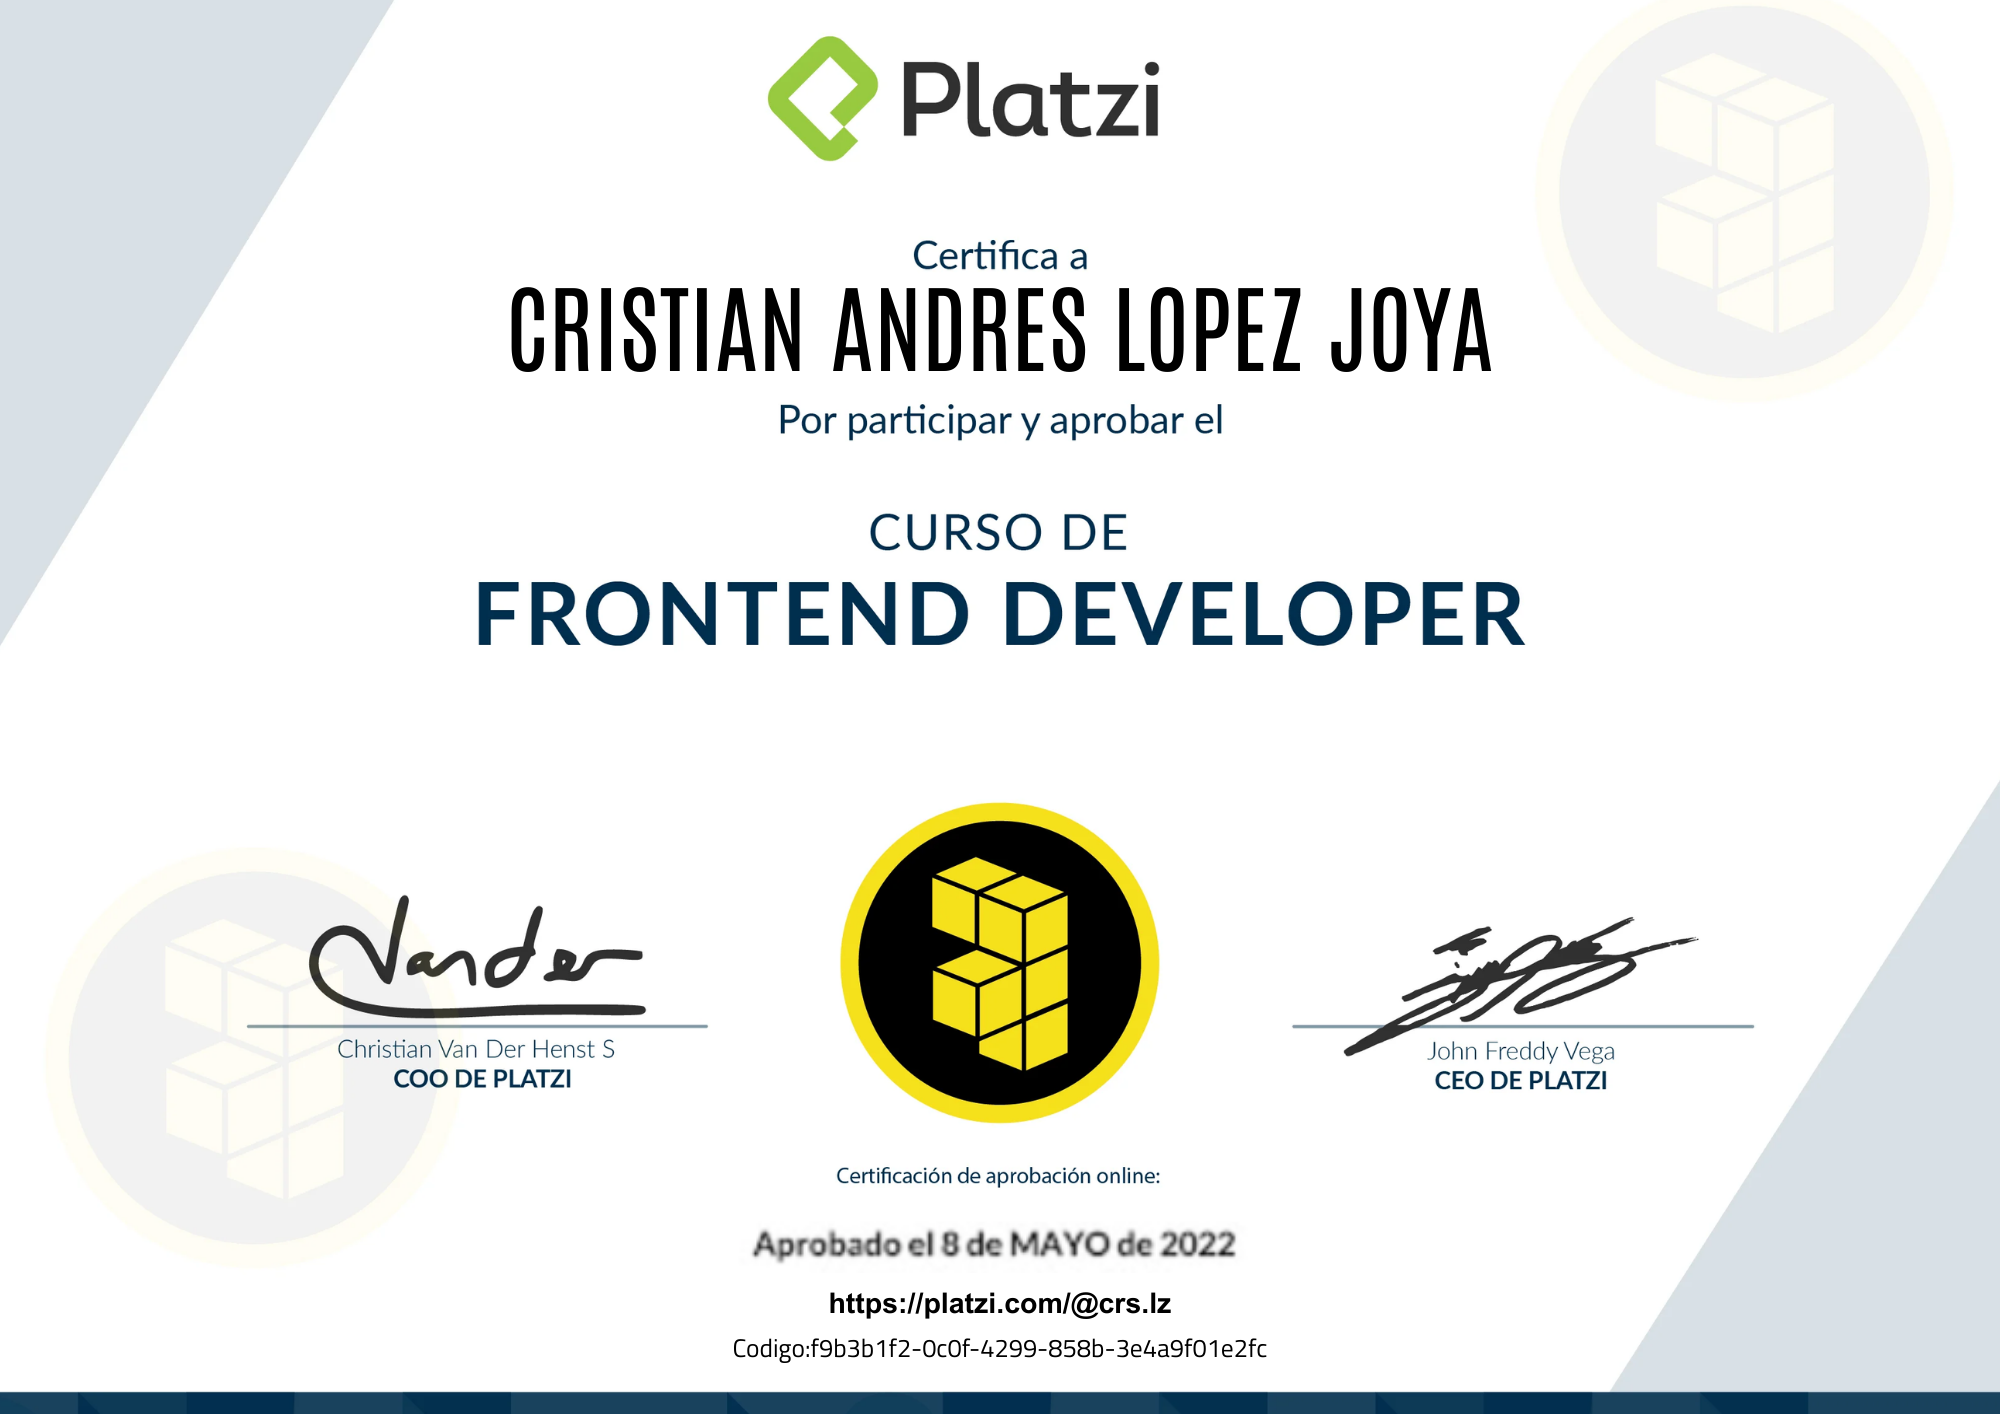 Platzi
Certifica a
CRISTIAN ANDRES LOPEZ JOYA
Por participar y aprobar el
CURSO DE
FRONTEND DEVELOPER
Vander
Christian Van Der Henst S
COO DE PLATZI
John Freddy Vega
CEO DE PLATZI
Certificación de aprobación online:
Aprobado el 8 de MAYO de 2022
https://platzi.com/@crs.lz
Codigo:f9b3b1f2-0c0f-4299-858b-3e4a9f01e2fc